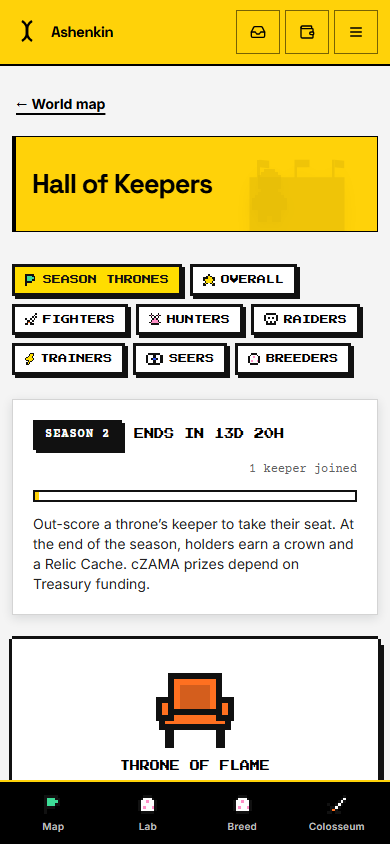 Ashenkin
← World map
Hall of Keepers
SEASON THRONES
OVERALL
FIGHTERS
HUNTERS
RAIDERS
TRAINERS
SEERS
BREEDERS
SEASON 2
ENDS IN 13D 20H
1 keeper joined
Out-score a throne’s keeper to take their seat. At
the end of the season, holders earn a crown and
a Relic Cache. cZAMA prizes depend on
Treasury funding.
THRONE OF FLAME
Map
Lab
Breed
Colosseum